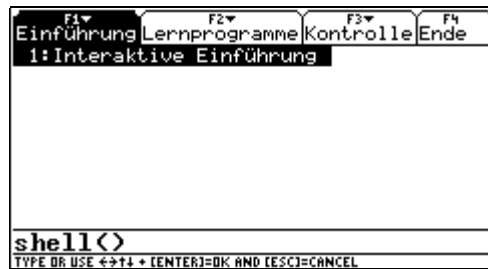 F1▾ F2▾ F3▾ F4
Einführung Lernprogramme Kontrolle Ende
1:Interaktive Einführung
shell()
TYPE OR USE ←→↑↓ + [ENTER]=OK AND [ESC]=CANCEL